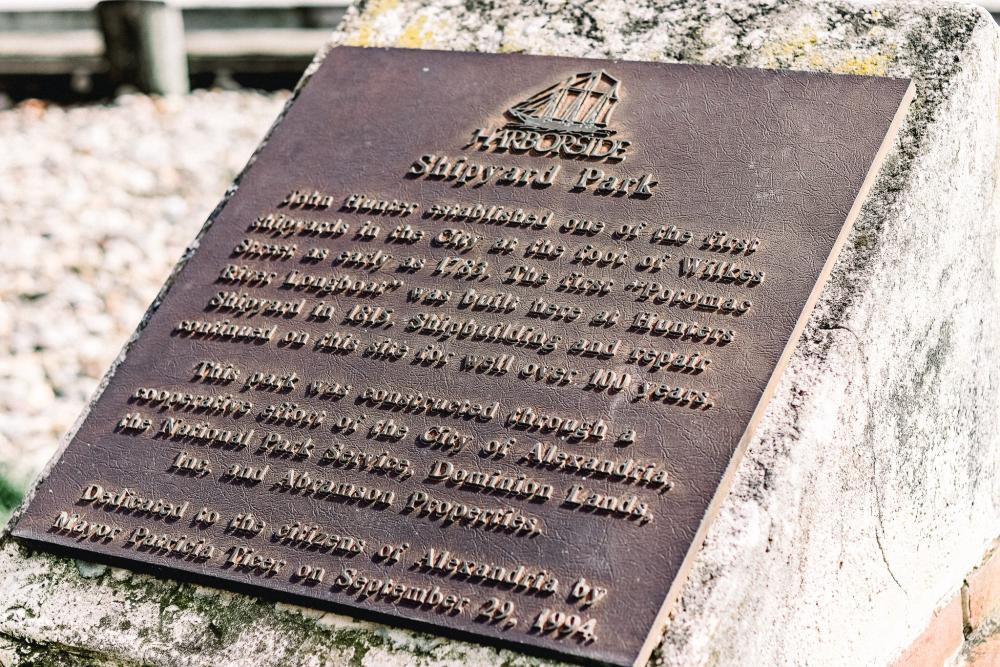 HARBORSIDE
Shipyard Park
John Hunter established one of the first
shipyards in the City at the foot of Wilkes
Street as early as 1783. The first "Potomac
River Longboat" was built here at Hunters
Shipyard in 1815. Shipbuilding and repair
continued on this site for well over 100 years.
This park was constructed through a
cooperative effort of the City of Alexandria,
the National Park Service, Dominion Lands,
Inc. and Abramson Properties.
Dedicated to the citizens of Alexandria by
Mayor Patricia Ticer on September 29, 1994.